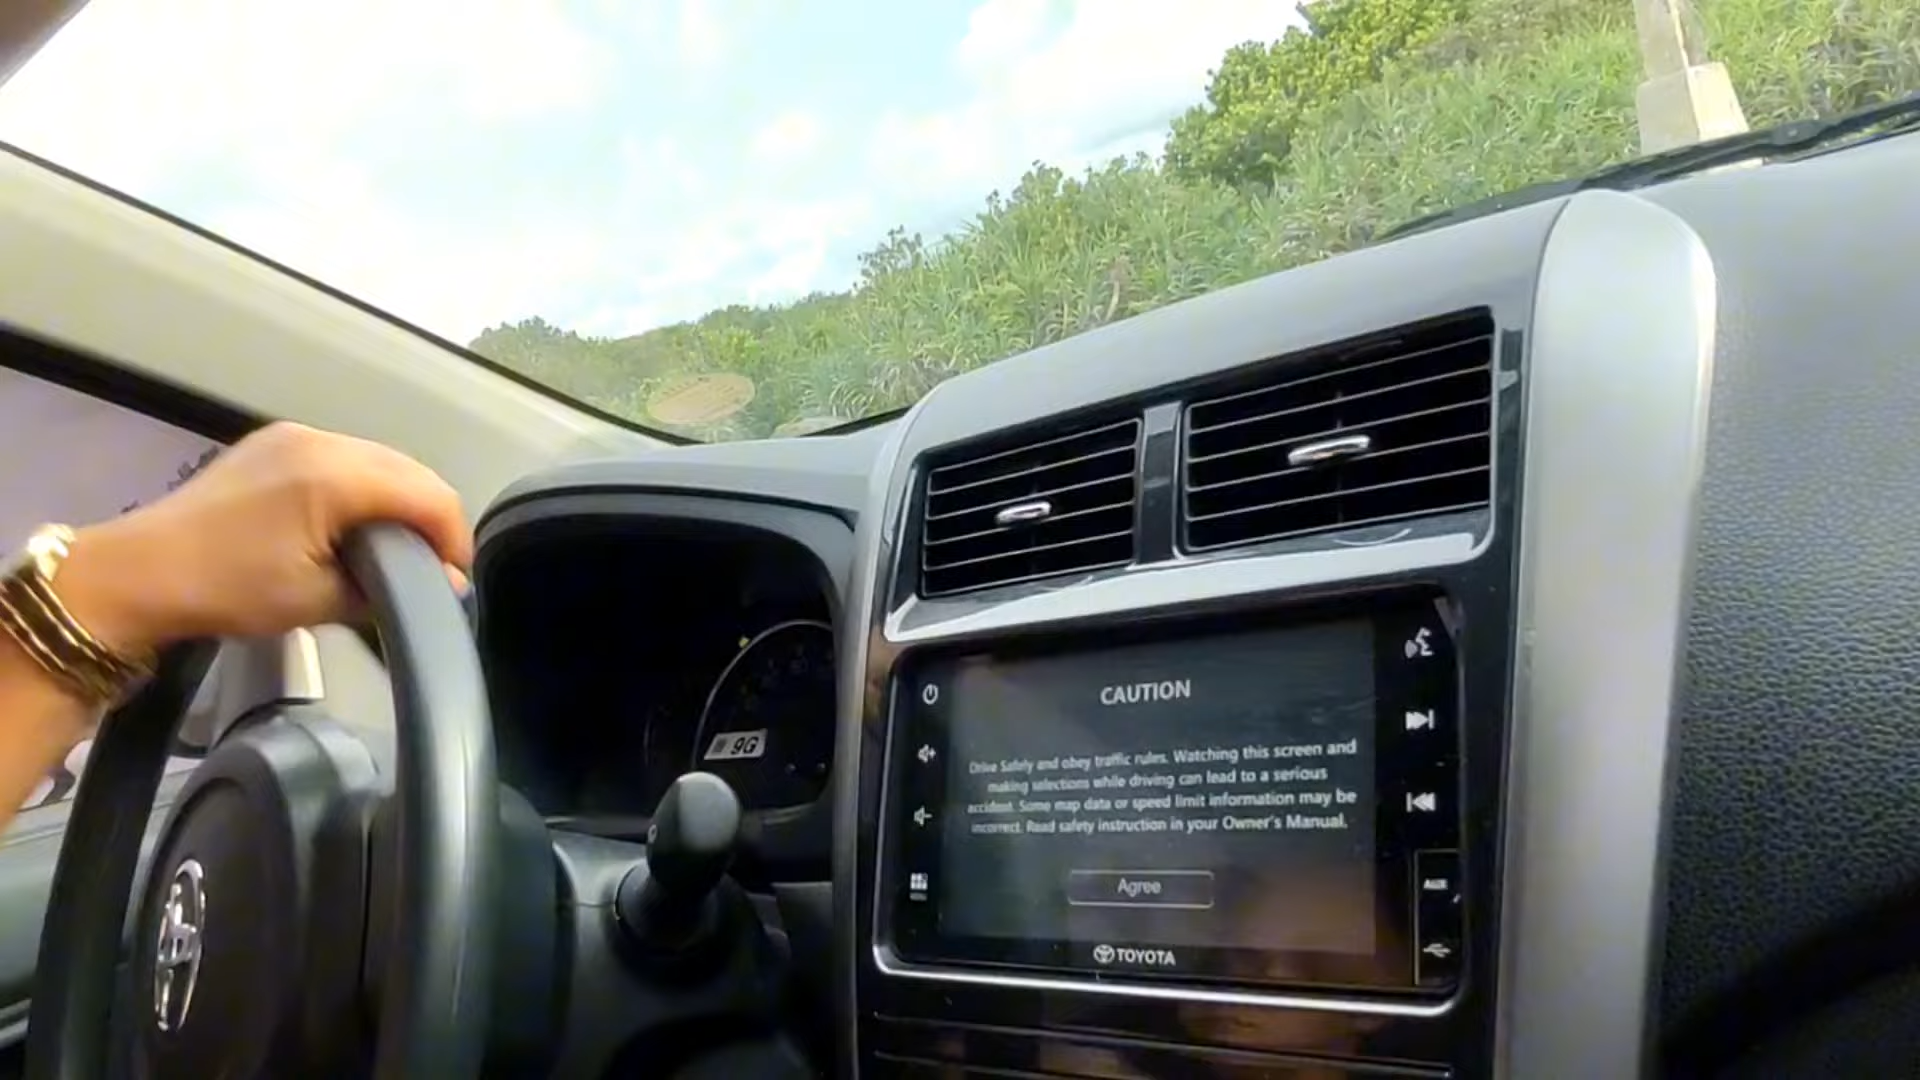 CAUTION
Drive Safely and obey traffic rules. Watching this screen and
making selections while driving can lead to a serious
accident. Some map data or speed limit information may be
incorrect. Read safety instruction in your Owner's Manual.
Agree
TOYOTA
AUX
9G